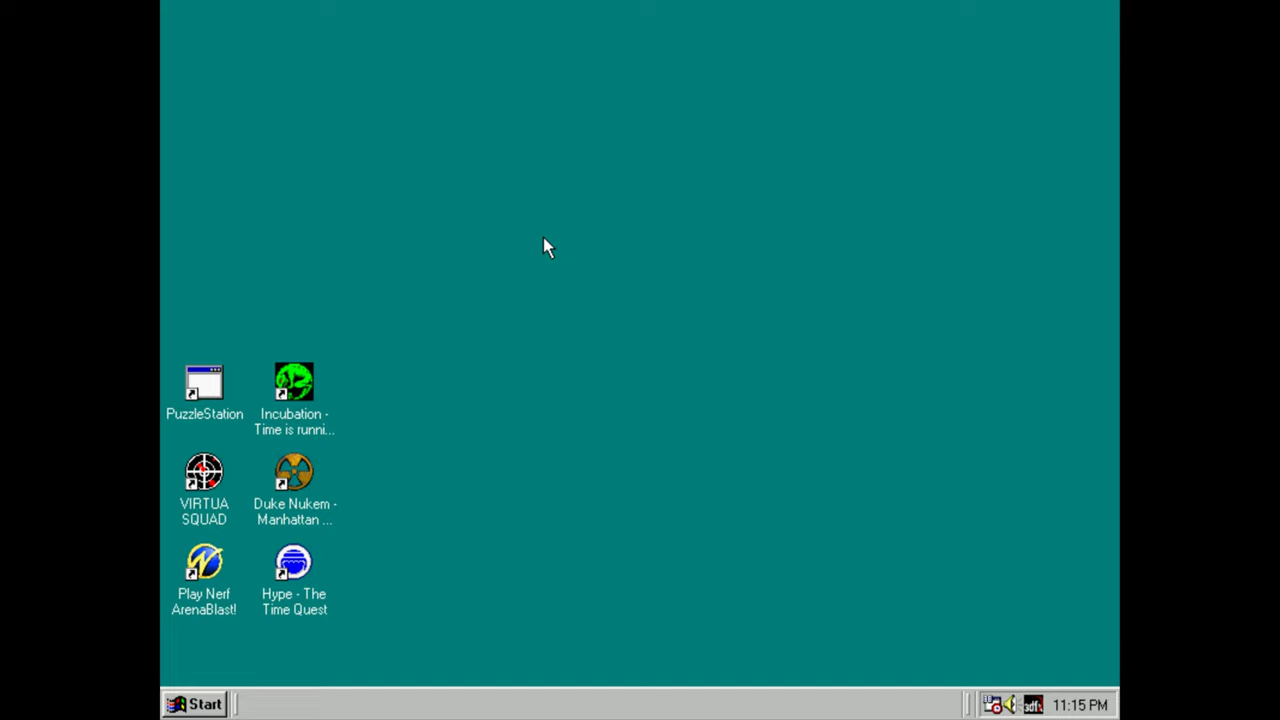 PuzzleStation
Incubation -
Time is runni...
VIRTUA
SQUAD
Duke Nukem -
Manhattan ...
Play Nerf
ArenaBlast!
Hype - The
Time Quest
Start
3dfx
11:15 PM